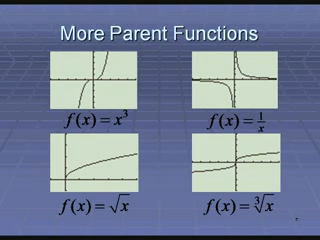 More Parent Functions
f(x) = x³
f(x) = 1/x
f(x) = √x
f(x) = ∛x